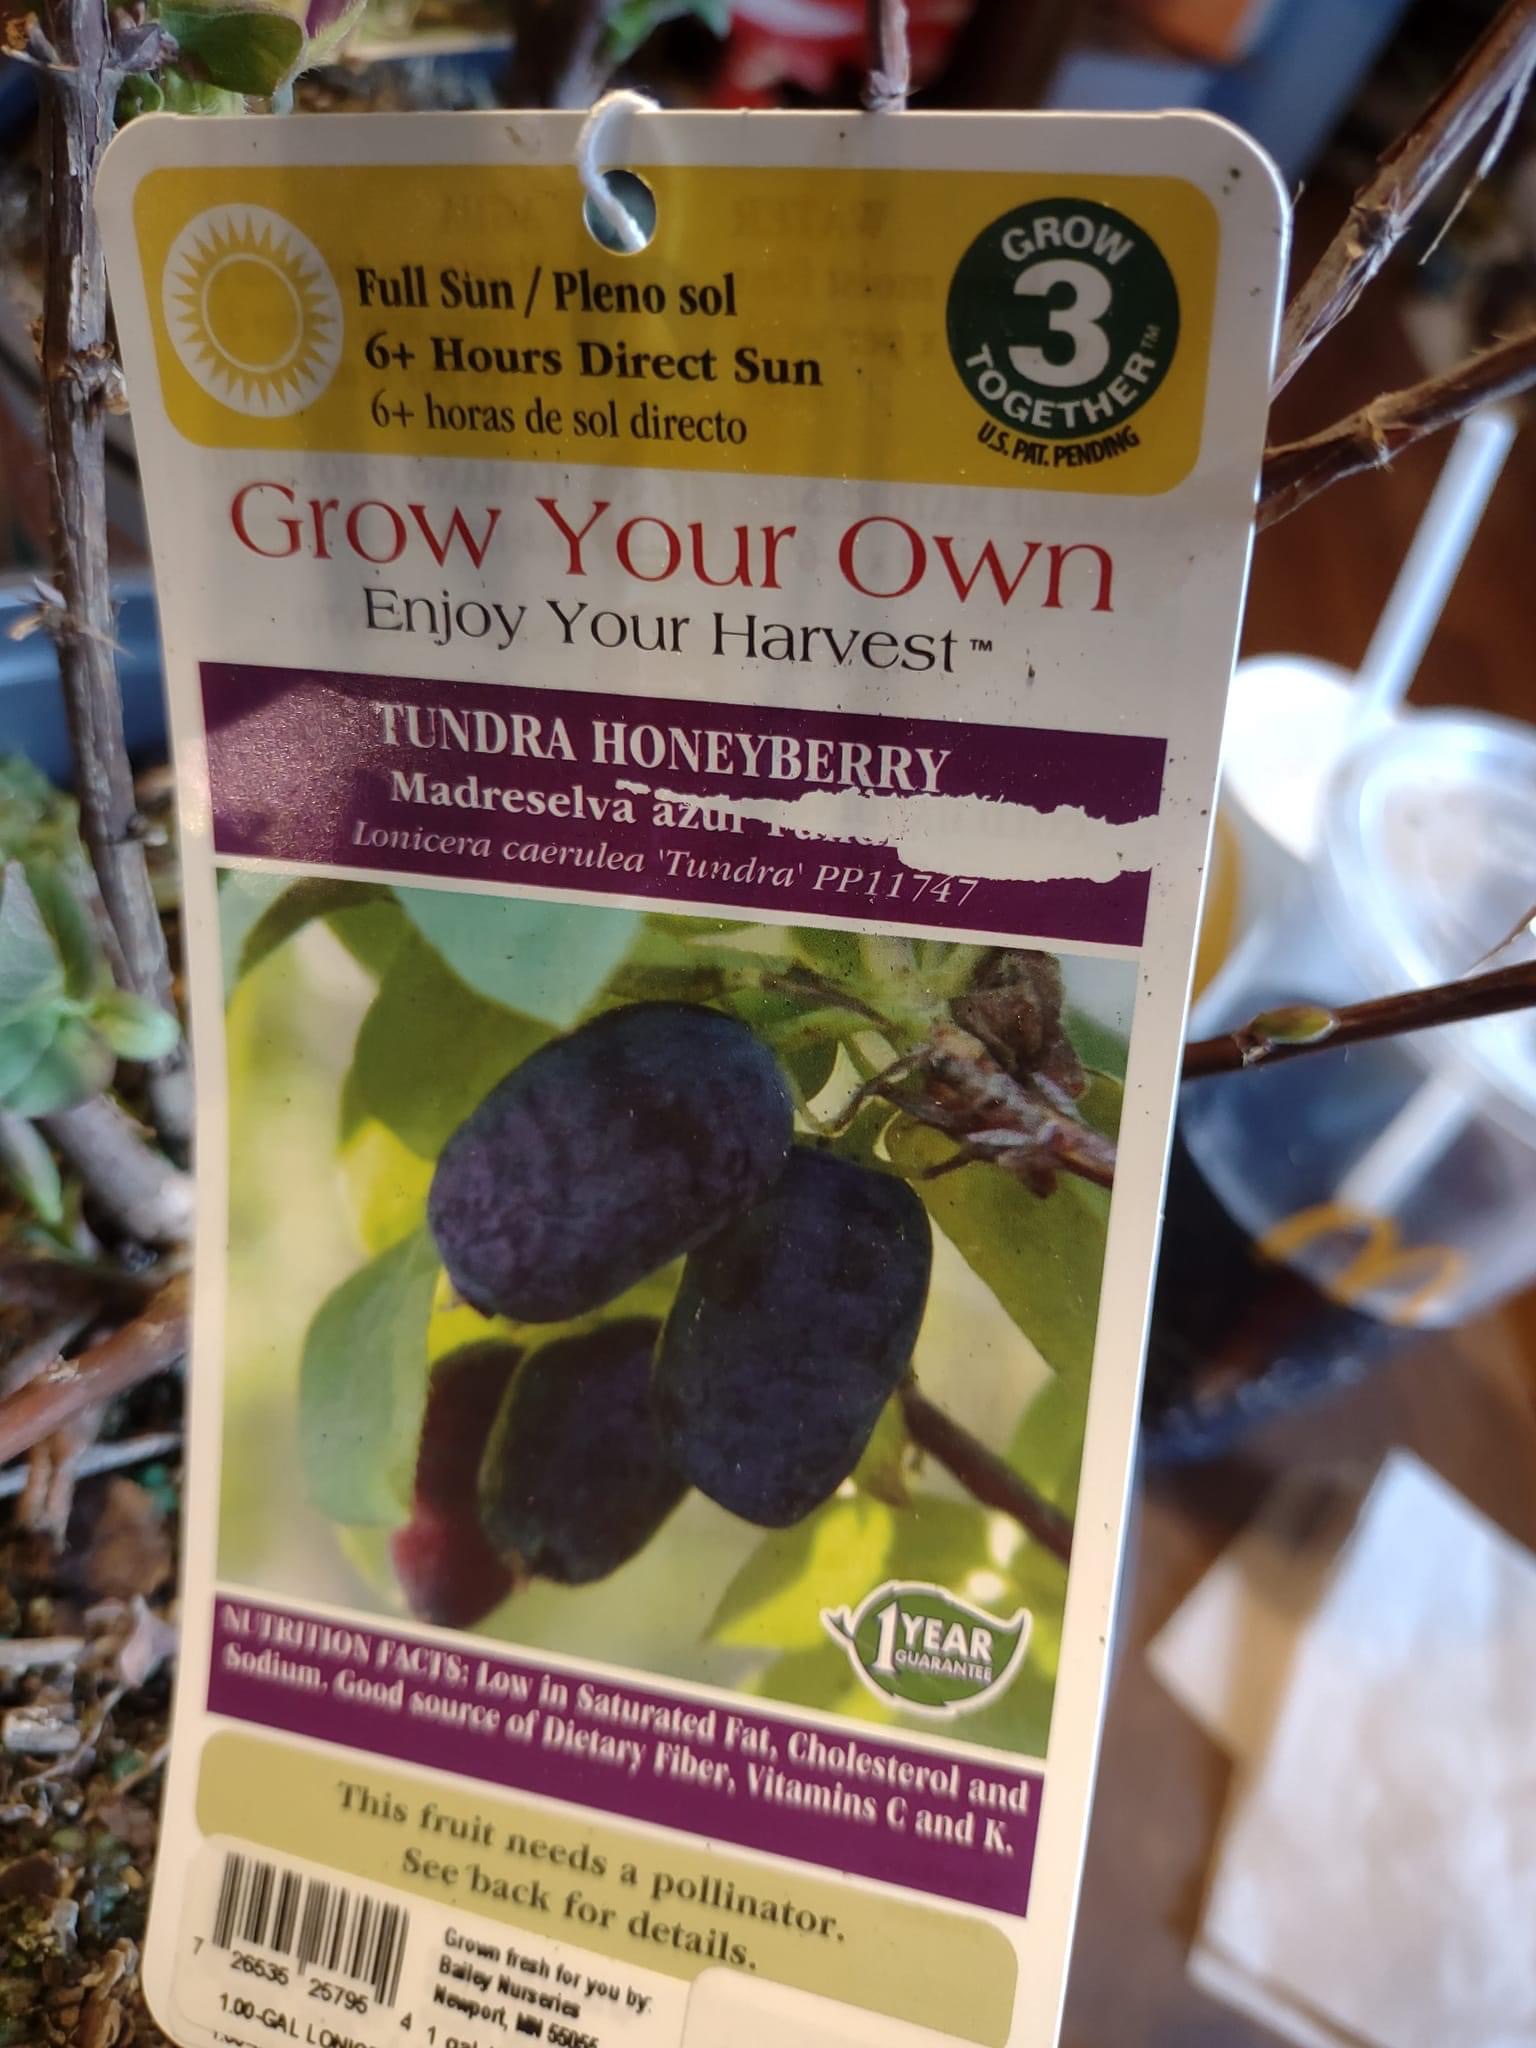 Full Sun / Pleno sol
6+ Hours Direct Sun
6+ horas de sol directo
GROW
3
TOGETHER™
U.S. PAT. PENDING
Grow Your Own
Enjoy Your Harvest™
TUNDRA HONEYBERRY
Madreselva azul
Lonicera caerulea 'Tundra' PP11747
1 YEAR
GUARANTEE
NUTRITION FACTS: Low in Saturated Fat, Cholesterol and
Sodium. Good source of Dietary Fiber, Vitamins C and K.
This fruit needs a pollinator.
See back for details.
7 26535 25795 4
Grown fresh for you by:
Bailey Nurseries
Newport, MN 55055
1.00-GAL